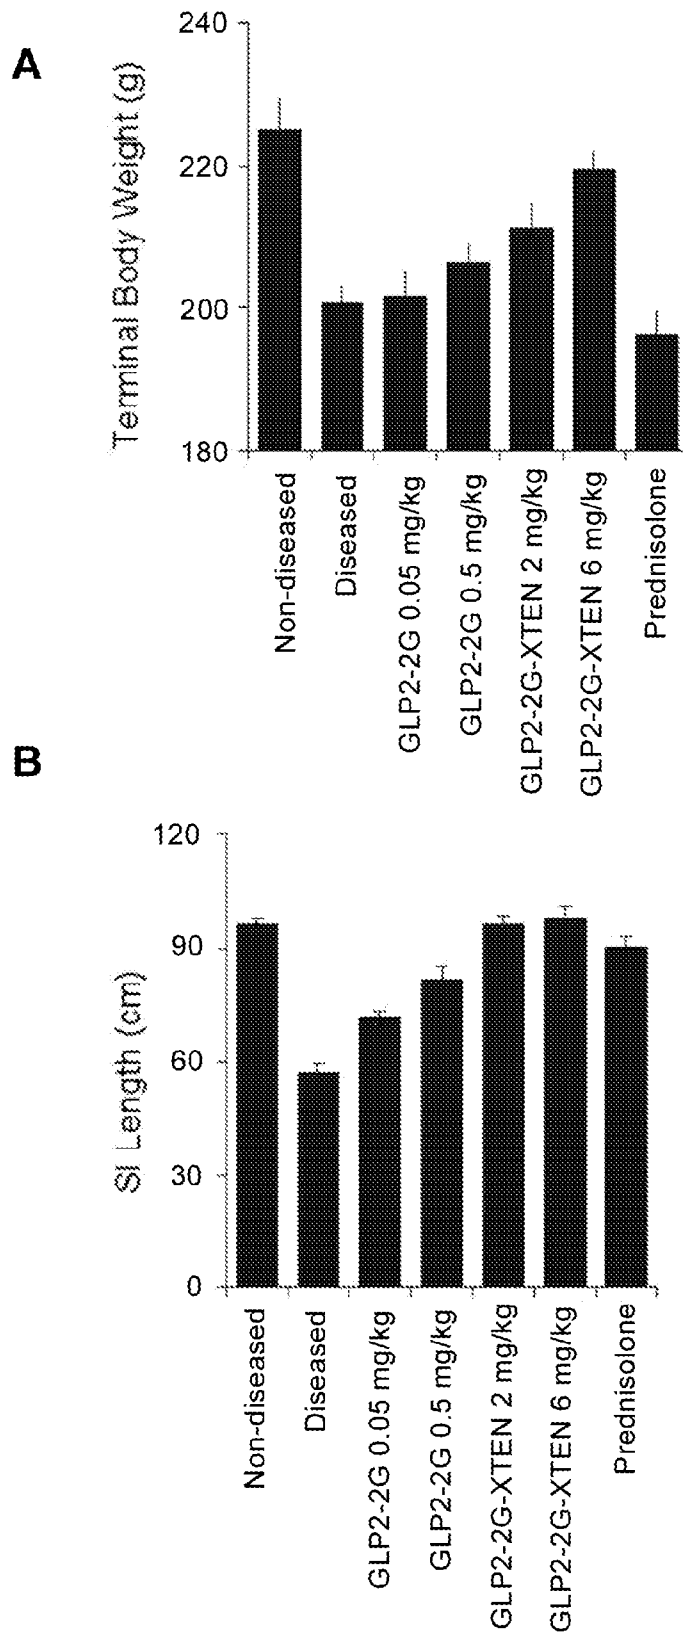 A
Terminal Body Weight (g)
240
220
200
180
Non-diseased
Diseased
GLP2-2G 0.05 mg/kg
GLP2-2G 0.5 mg/kg
GLP2-2G-XTEN 2 mg/kg
GLP2-2G-XTEN 6 mg/kg
Prednisolone
B
SI Length (cm)
120
90
60
30
0
Non-diseased
Diseased
GLP2-2G 0.05 mg/kg
GLP2-2G 0.5 mg/kg
GLP2-2G-XTEN 2 mg/kg
GLP2-2G-XTEN 6 mg/kg
Prednisolone